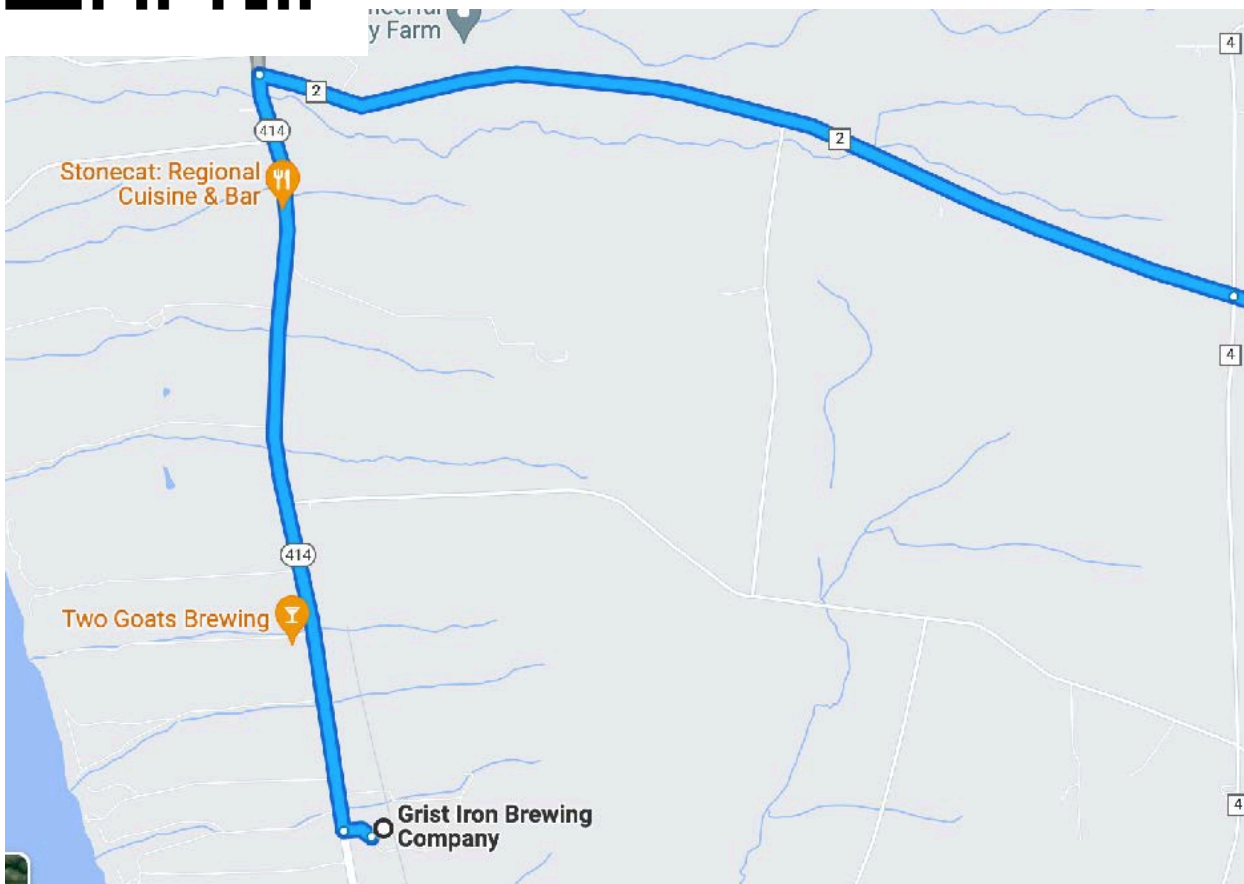 y Farm
4
2
414
2
Stonecat: Regional
Cuisine & Bar
4
414
Two Goats Brewing
Grist Iron Brewing
Company
4